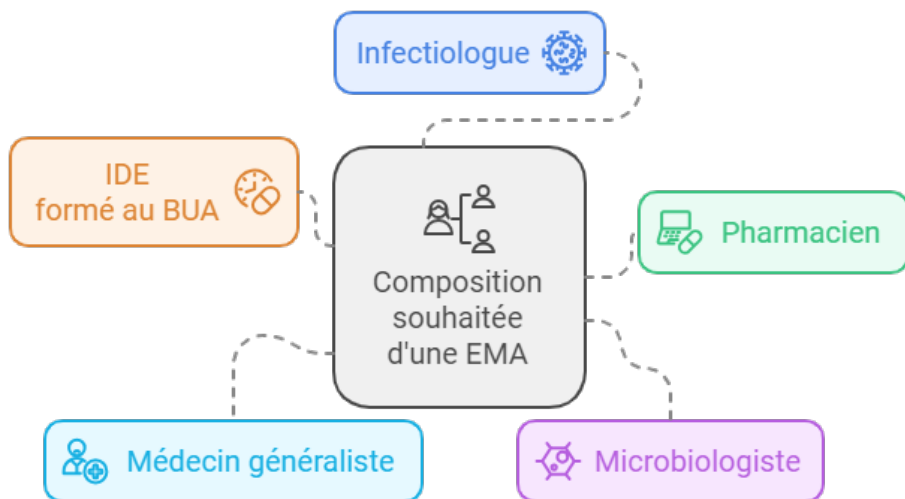 Infectiologue
IDE
formé au BUA
Pharmacien
Composition
souhaitée
d'une EMA
Médecin généraliste
Microbiologiste